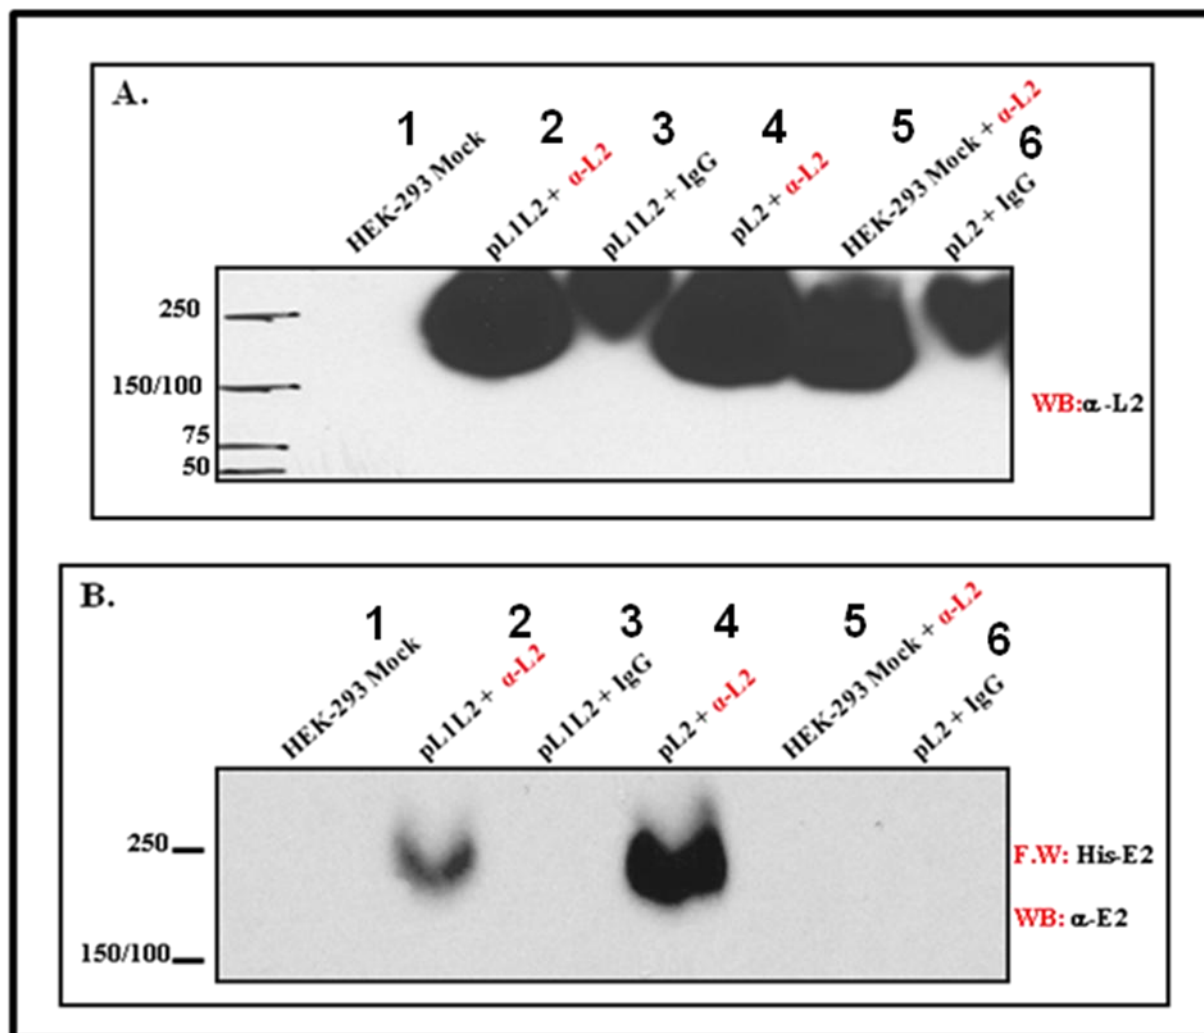 A.
1 2 3 4 5 6
HEK-293 Mock
pL1L2 + α-L2
pL1L2 + IgG
pL2 + α-L2
HEK-293 Mock + α-L2
pL2 + IgG
250
150/100
75
50
WB:α-L2
B.
1 2 3 4 5 6
HEK-293 Mock
pL1L2 + α-L2
pL1L2 + IgG
pL2 + α-L2
HEK-293 Mock + α-L2
pL2 + IgG
250
150/100
F.W: His-E2
WB: α-E2